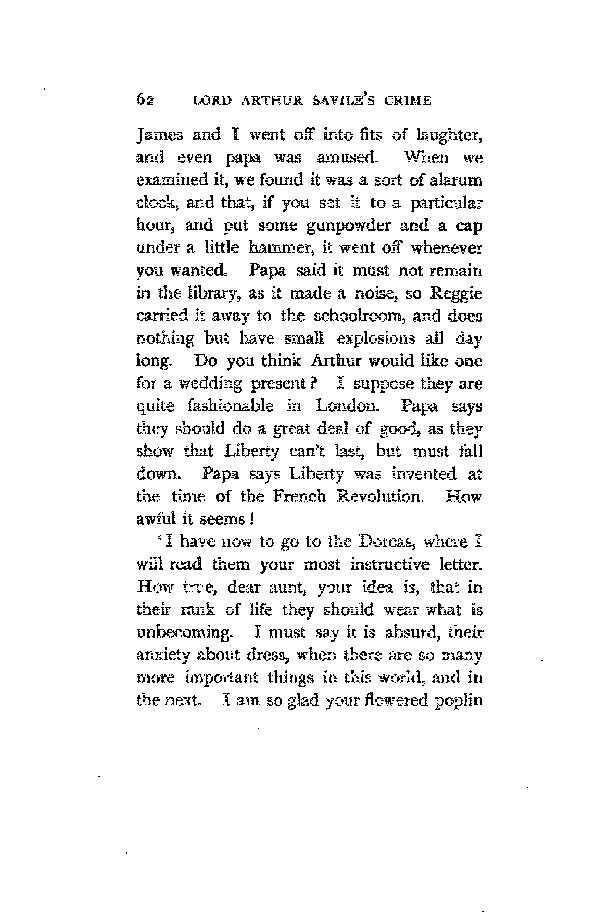 62 LORD ARTHUR SAVILE'S CRIME
James and I went off into fits of laughter,
and even papa was amused. When we
examined it, we found it was a sort of alarum
clock, and that, if you set it to a particular
hour, and put some gunpowder and a cap
under a little hammer, it went off whenever
you wanted. Papa said it must not remain
in the library, as it made a noise, so Reggie
carried it away to the schoolroom, and does
nothing but have small explosions all day
long. Do you think Arthur would like one
for a wedding present? I suppose they are
quite fashionable in London. Papa says
they should do a great deal of good, as they
show that Liberty can't last, but must fall
down. Papa says Liberty was invented at
the time of the French Revolution. How
awful it seems!
'I have now to go to the Dorcas, where I
will read them your most instructive letter.
How true, dear aunt, your idea is, that in
their rank of life they should wear what is
unbecoming. I must say it is absurd, their
anxiety about dress, when there are so many
more important things in this world, and in
the next. I am so glad your flowered poplin